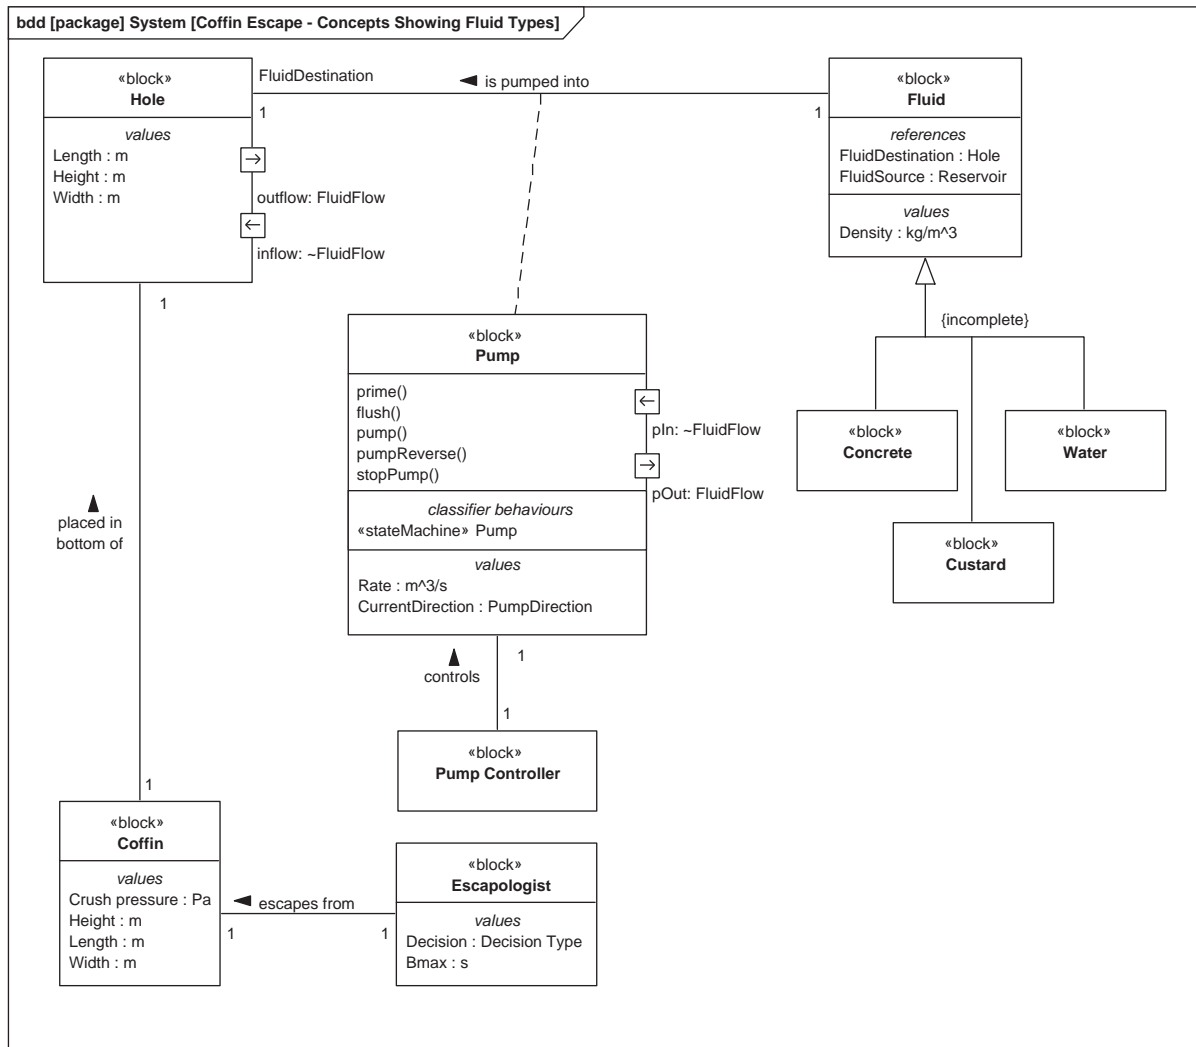 bdd [package] System [Coffin Escape - Concepts Showing Fluid Types]
«block»
Hole
values
Length : m
Height : m
Width : m
outflow: FluidFlow
inflow: ~FluidFlow
FluidDestination
1
◄ is pumped into
1
«block»
Fluid
references
FluidDestination : Hole
FluidSource : Reservoir
values
Density : kg/m^3
{incomplete}
«block»
Concrete
«block»
Water
«block»
Custard
«block»
Pump
prime()
flush()
pump()
pumpReverse()
stopPump()
pIn: ~FluidFlow
pOut: FluidFlow
classifier behaviours
«stateMachine» Pump
values
Rate : m^3/s
CurrentDirection : PumpDirection
1
▲
controls
1
«block»
Pump Controller
1
▲
placed in
bottom of
1
«block»
Coffin
values
Crush pressure : Pa
Height : m
Length : m
Width : m
◄ escapes from
1
1
«block»
Escapologist
values
Decision : Decision Type
Bmax : s